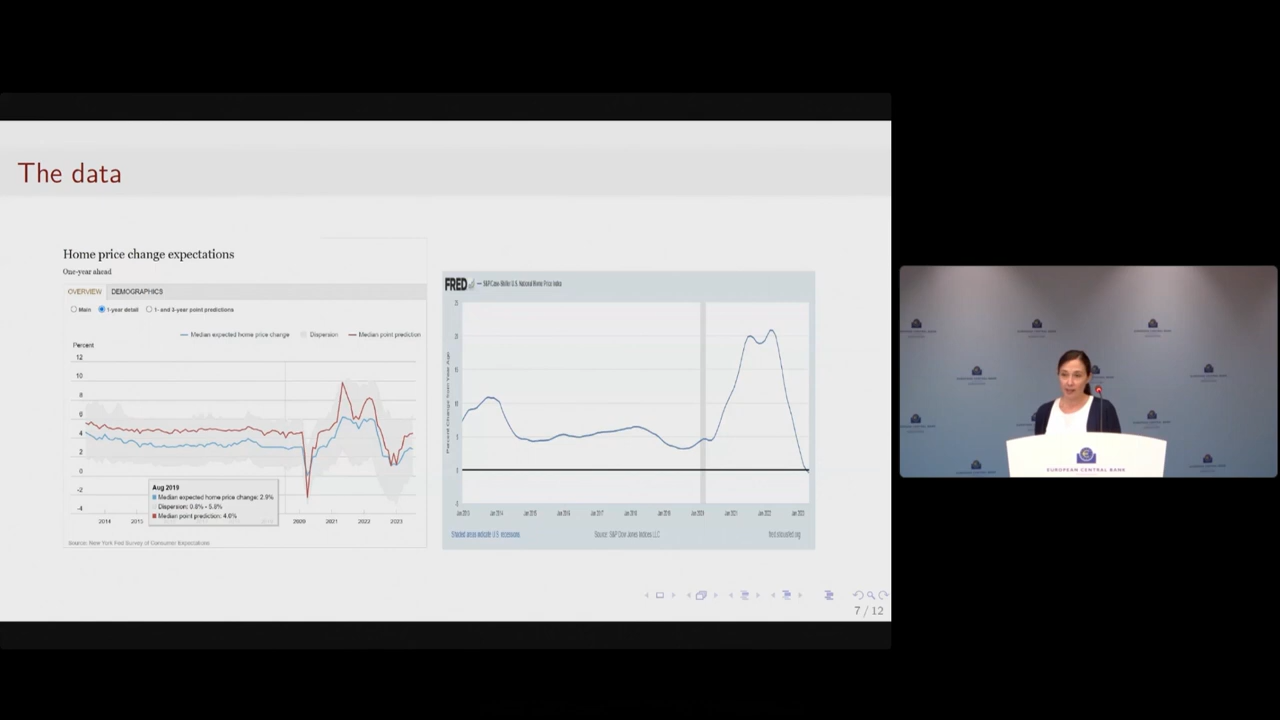 The data
Home price change expectations
One-year ahead
OVERVIEW DEMOGRAPHICS
Main 1-year detail 1- and 3-year point predictions
Median expected home price change Dispersion Median point prediction
Percent
12
10
8
6
4
2
0
-2
-4
Aug 2019
Median expected home price change: 2.9%
Dispersion: 0.8% - 5.8%
Median point prediction: 4.0%
2014 2015 2020 2021 2022 2023
Source: New York Fed Survey of Consumer Expectations
FRED — S&P/Case-Shiller U.S. National Home Price Index
Percent Change from Year Ago
Jan 2013 Jan 2014 Jan 2015 Jan 2016 Jan 2017 Jan 2018 Jan 2019 Jan 2020 Jan 2021 Jan 2022 Jan 2023
Shaded areas indicate U.S. recessions. Source: S&P Dow Jones Indices LLC fred.stlouisfed.org
7 / 12
EUROPEAN CENTRAL BANK